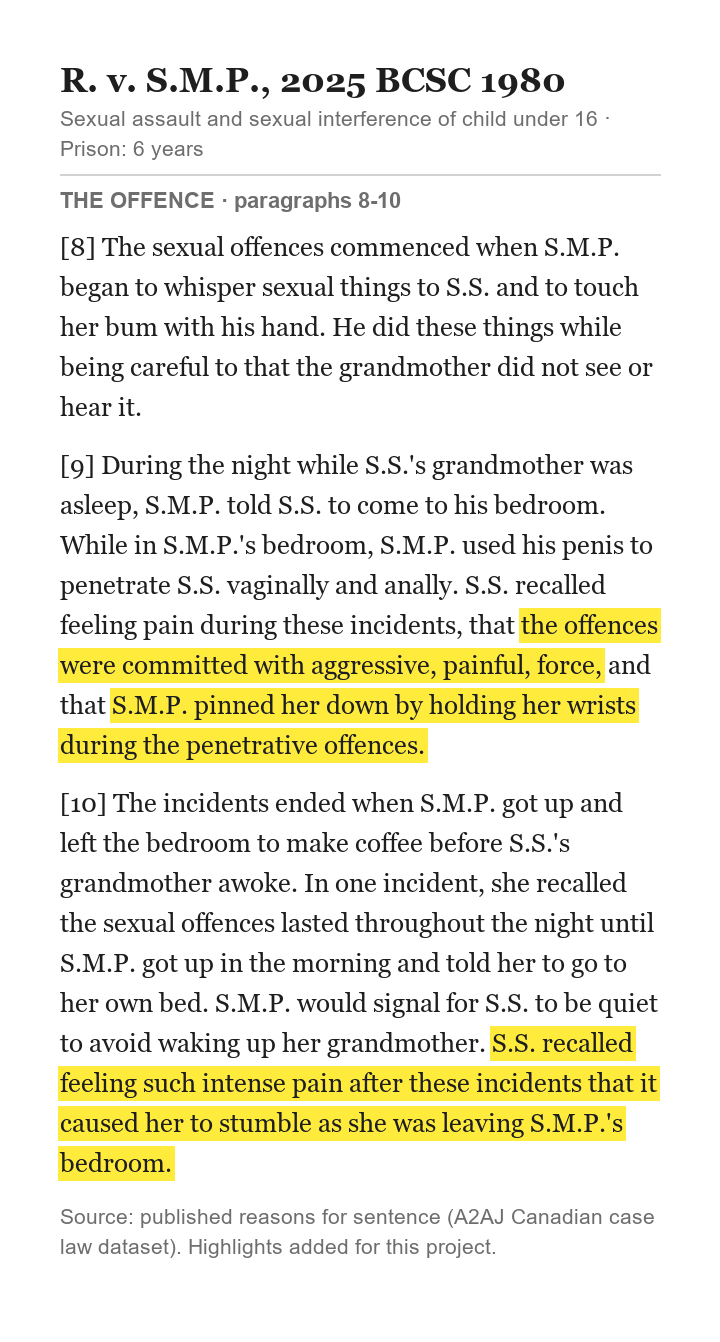 R. v. S.M.P., 2025 BCSC 1980
Sexual assault and sexual interference of child under 16 ·
Prison: 6 years
THE OFFENCE · paragraphs 8-10
[8] The sexual offences commenced when S.M.P.
began to whisper sexual things to S.S. and to touch
her bum with his hand. He did these things while
being careful to that the grandmother did not see or
hear it.
[9] During the night while S.S.'s grandmother was
asleep, S.M.P. told S.S. to come to his bedroom.
While in S.M.P.'s bedroom, S.M.P. used his penis to
penetrate S.S. vaginally and anally. S.S. recalled
feeling pain during these incidents, that the offences
were committed with aggressive, painful, force, and
that S.M.P. pinned her down by holding her wrists
during the penetrative offences.
[10] The incidents ended when S.M.P. got up and
left the bedroom to make coffee before S.S.'s
grandmother awoke. In one incident, she recalled
the sexual offences lasted throughout the night until
S.M.P. got up in the morning and told her to go to
her own bed. S.M.P. would signal for S.S. to be quiet
to avoid waking up her grandmother. S.S. recalled
feeling such intense pain after these incidents that it
caused her to stumble as she was leaving S.M.P.'s
bedroom.
Source: published reasons for sentence (A2AJ Canadian case
law dataset). Highlights added for this project.